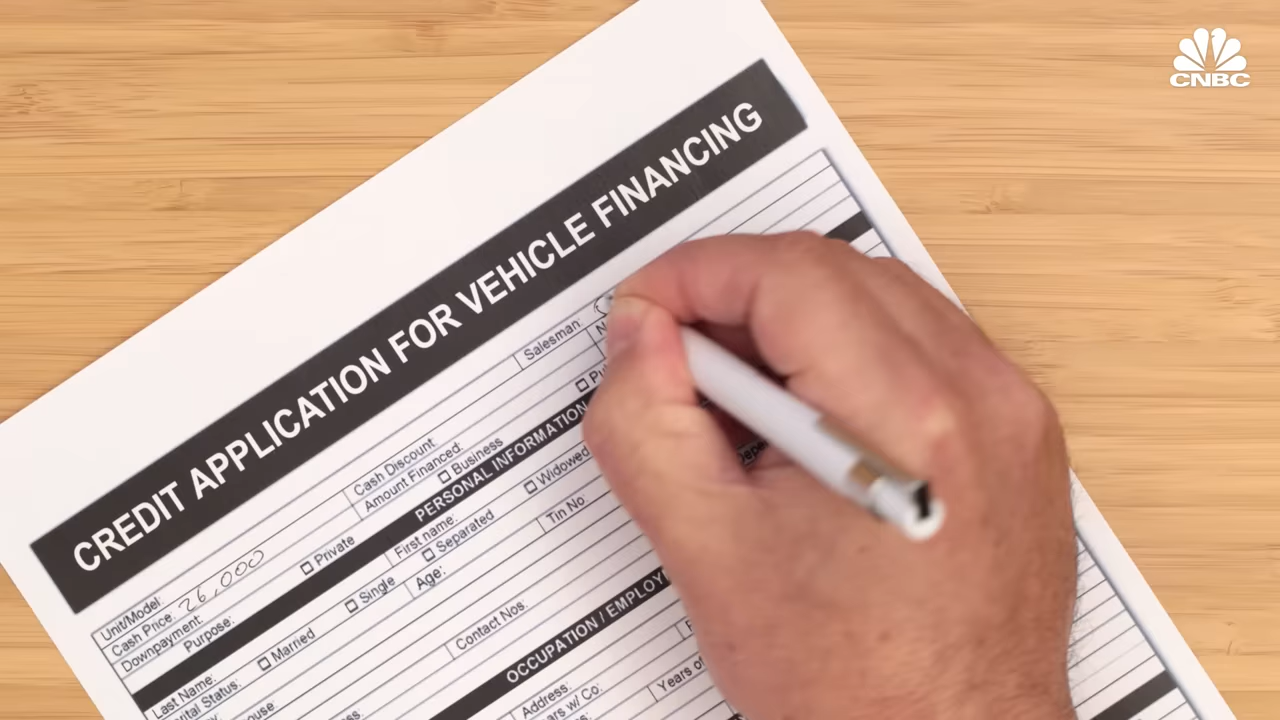 CNBC
CREDIT APPLICATION FOR VEHICLE FINANCING
Unit/Model: Salesman:
Cash Price: 26,000 Cash Discount:
Downpayment: Amount Financed:
Purpose: Private Business
PERSONAL INFORMATION
Last Name: First name:
Single Separated Widowed
Married
Age: Tin No:
Contact Nos:
OCCUPATION / EMPLOY
Address:
Years of